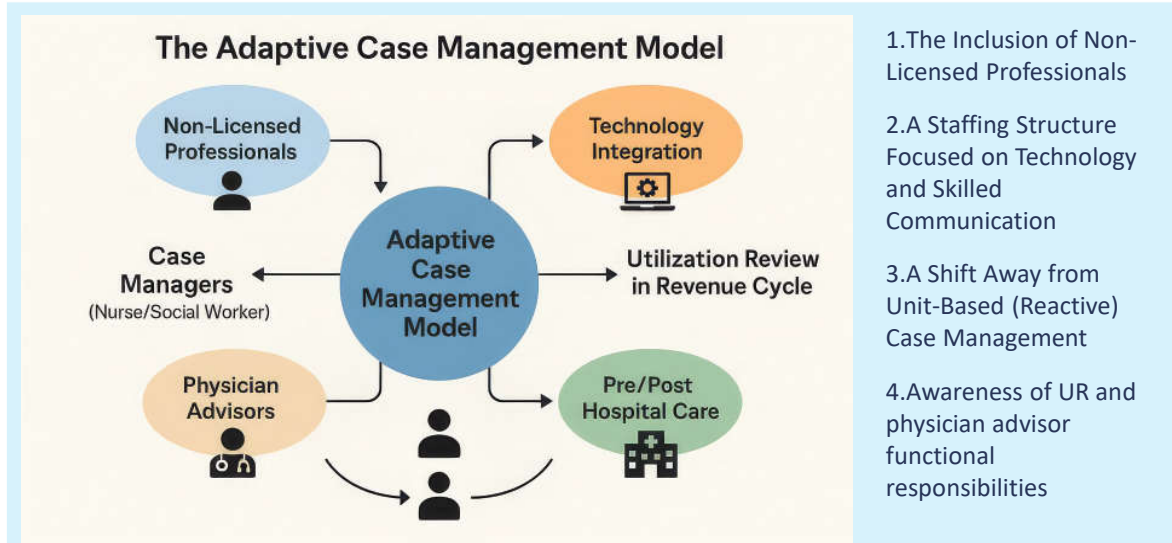 The Adaptive Case Management Model
Non-Licensed
Professionals
Technology
Integration
Case
Managers
(Nurse/Social Worker)
Adaptive
Case
Management
Model
Utilization Review
in Revenue Cycle
Physician
Advisors
Pre/Post
Hospital Care
1.The Inclusion of Non-
Licensed Professionals
2.A Staffing Structure
Focused on Technology
and Skilled
Communication
3.A Shift Away from
Unit-Based (Reactive)
Case Management
4.Awareness of UR and
physician advisor
functional
responsibilities